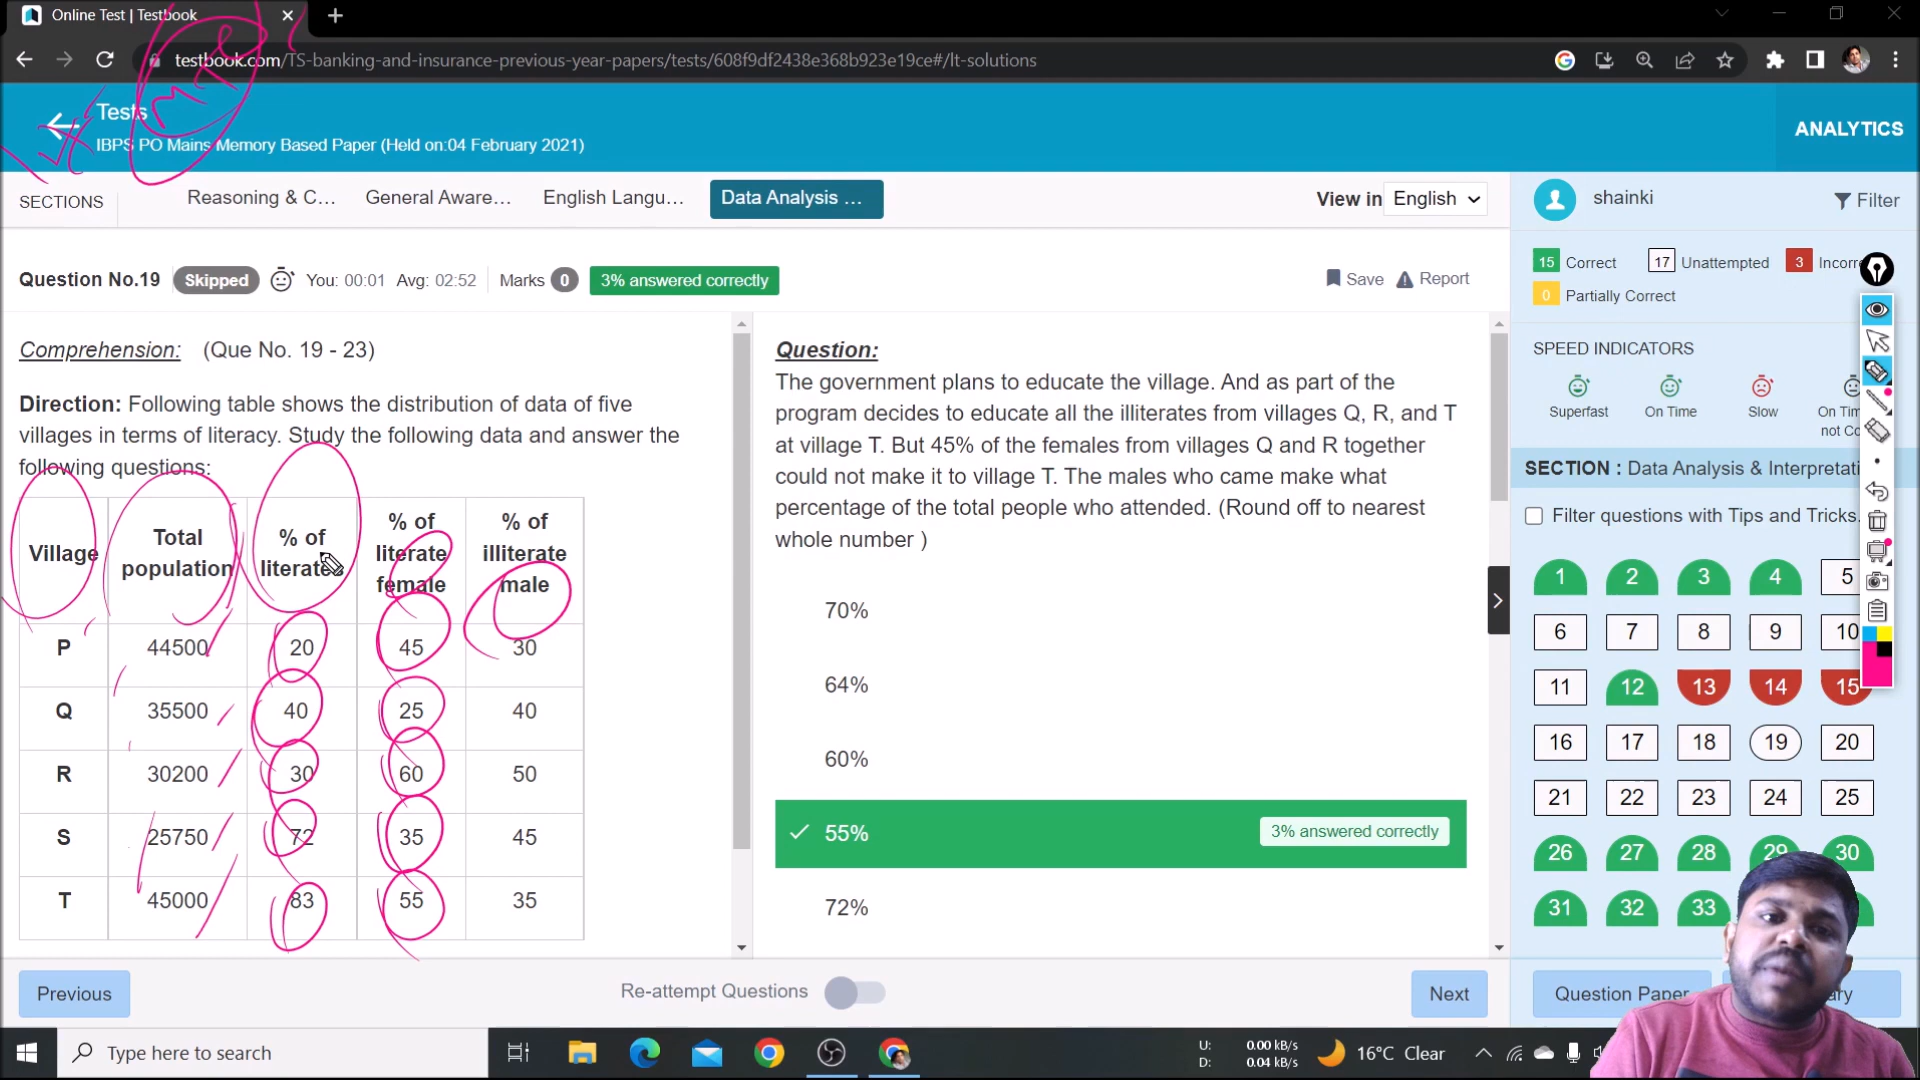 Online Test | Testbook
testbook.com/TS-banking-and-insurance-previous-year-papers/tests/608f9df2438e368b923e19ce#/lt-solutions
Tests
IBPS PO Mains Memory Based Paper (Held on:04 February 2021)
ANALYTICS
SECTIONS
Reasoning & C...
General Aware...
English Langu...
Data Analysis ...
View in English
shainki
Filter
Question No.19 Skipped You: 00:01 Avg: 02:52 Marks 0 3% answered correctly
Save Report
15 Correct 17 Unattempted 3 Incorre
0 Partially Correct
SPEED INDICATORS
Superfast On Time Slow On Tim
not Co
SECTION : Data Analysis & Interpretati
Filter questions with Tips and Tricks.
Comprehension: (Que No. 19 - 23)
Direction: Following table shows the distribution of data of five
villages in terms of literacy. Study the following data and answer the
following questions:
Village Total population % of literates % of literate female % of illiterate male
P 44500 20 45 30
Q 35500 40 25 40
R 30200 30 60 50
S 25750 72 35 45
T 45000 83 55 35
Question:
The government plans to educate the village. And as part of the
program decides to educate all the illiterates from villages Q, R, and T
at village T. But 45% of the females from villages Q and R together
could not make it to village T. The males who came make what
percentage of the total people who attended. (Round off to nearest
whole number )
70%
64%
60%
55% 3% answered correctly
72%
1 2 3 4 5
6 7 8 9 10
11 12 13 14 15
16 17 18 19 20
21 22 23 24 25
26 27 28 29 30
31 32 33
Previous
Re-attempt Questions
Next
Question Paper
ary
Type here to search
U: 0.00 kB/s
D: 0.04 kB/s
16°C Clear